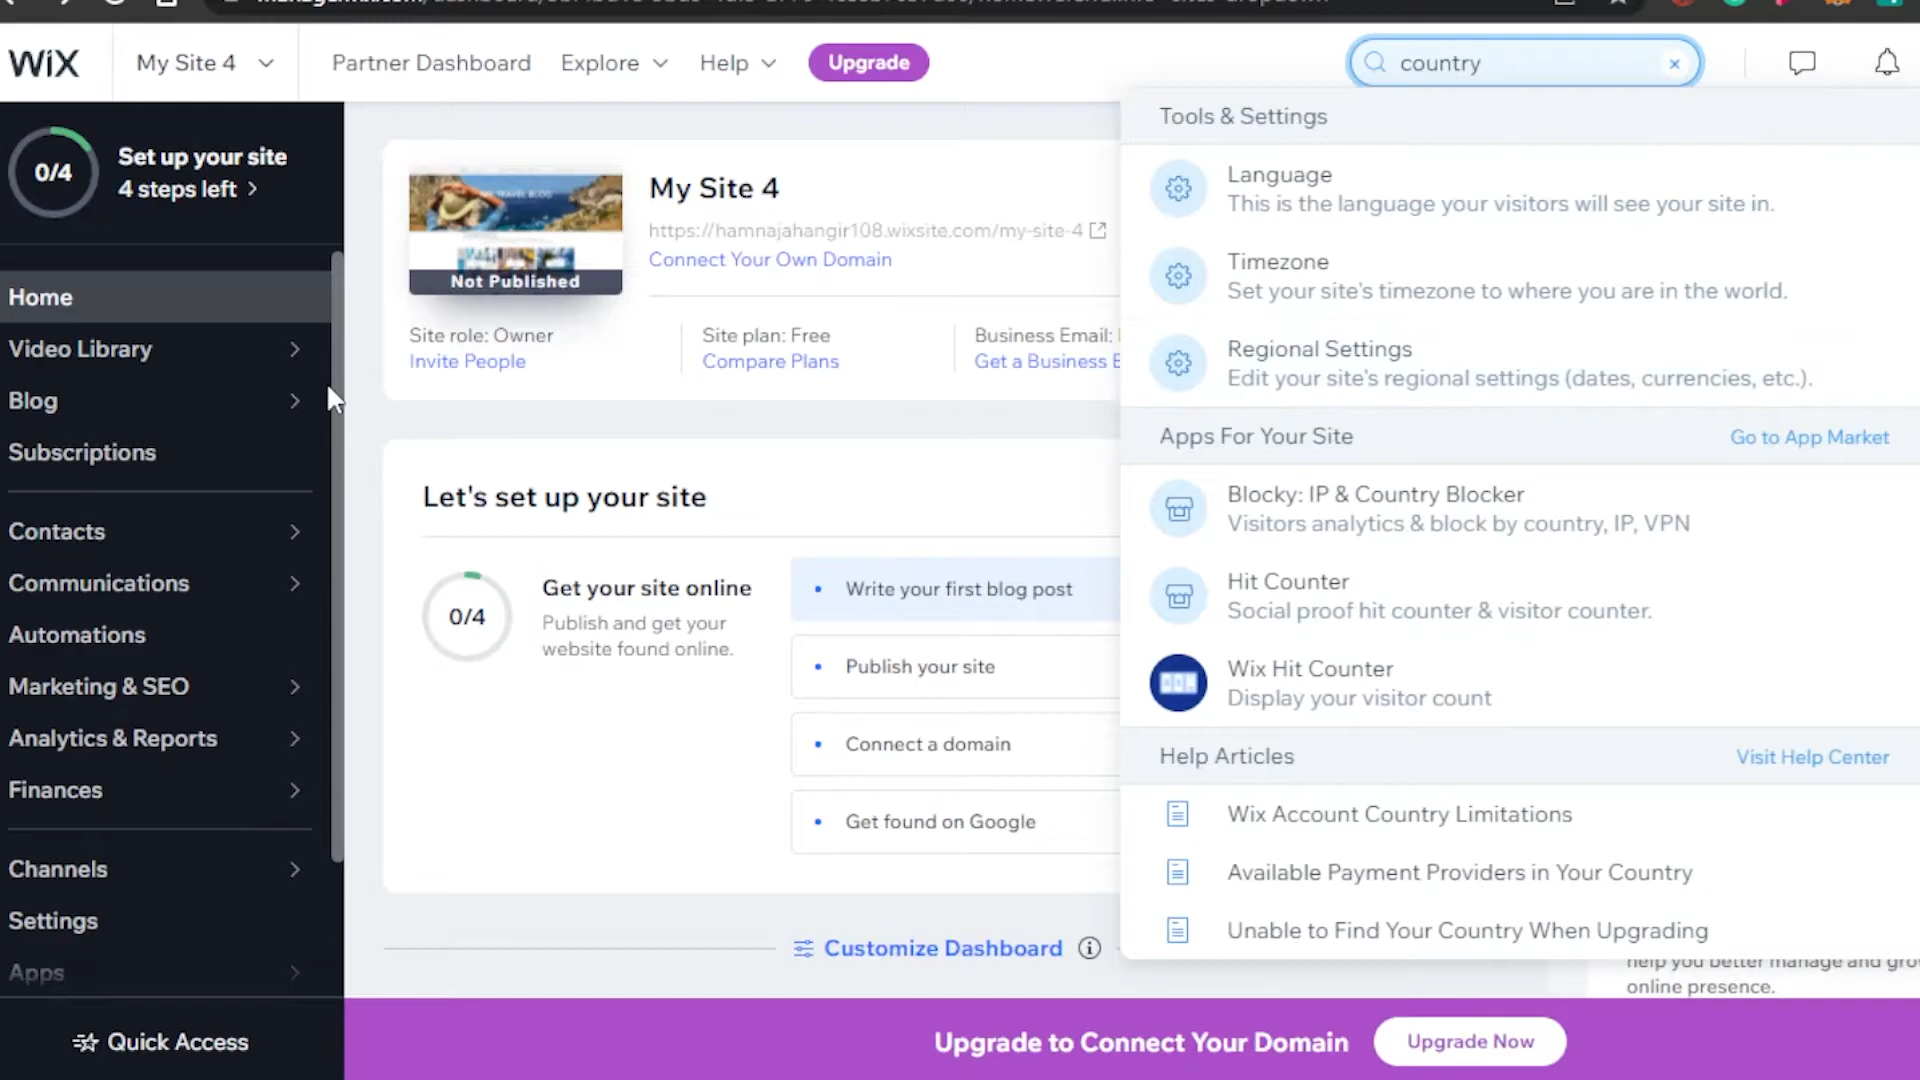 WiX
My Site 4
Partner Dashboard
Explore
Help
Upgrade
country
0/4
Set up your site
4 steps left
Home
Video Library
Blog
Subscriptions
Contacts
Communications
Automations
Marketing & SEO
Analytics & Reports
Finances
Channels
Settings
Apps
Quick Access
Not Published
My Site 4
https://hamnajahangir108.wixsite.com/my-site-4
Connect Your Own Domain
Site role: Owner
Invite People
Site plan: Free
Compare Plans
Business Email:
Get a Business
Let's set up your site
0/4
Get your site online
Publish and get your
website found online.
Write your first blog post
Publish your site
Connect a domain
Get found on Google
Customize Dashboard
Tools & Settings
Language
This is the language your visitors will see your site in.
Timezone
Set your site's timezone to where you are in the world.
Regional Settings
Edit your site's regional settings (dates, currencies, etc.).
Apps For Your Site
Go to App Market
Blocky: IP & Country Blocker
Visitors analytics & block by country, IP, VPN
Hit Counter
Social proof hit counter & visitor counter.
Wix Hit Counter
Display your visitor count
Help Articles
Visit Help Center
Wix Account Country Limitations
Available Payment Providers in Your Country
Unable to Find Your Country When Upgrading
help you better manage and
online presence.
Upgrade to Connect Your Domain
Upgrade Now